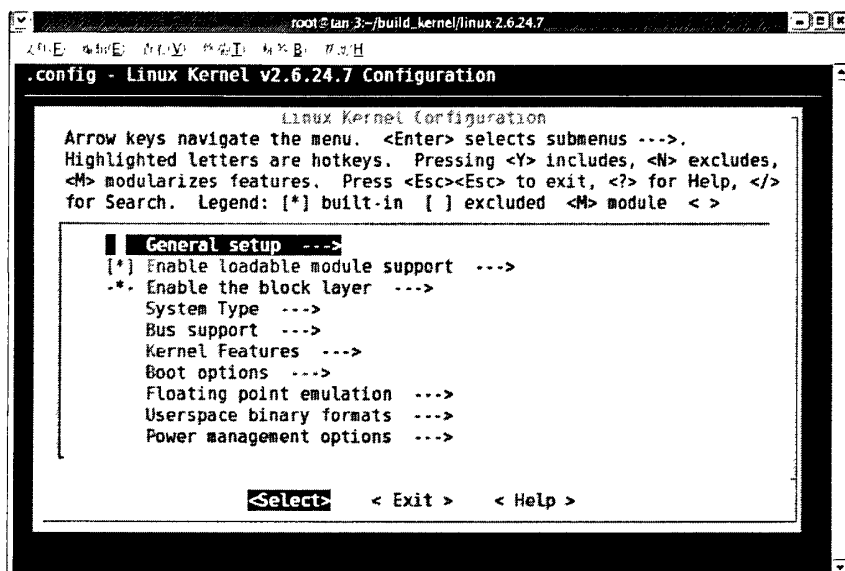 root@tan-3:~/build_kernel/linux-2.6.24.7
.config - Linux Kernel v2.6.24.7 Configuration
Linux Kernel Configuration
Arrow keys navigate the menu. <Enter> selects submenus --->.
Highlighted letters are hotkeys. Pressing <Y> includes, <N> excludes,
<M> modularizes features. Press <Esc><Esc> to exit, <?> for Help, </>
for Search. Legend: [*] built-in [ ] excluded <M> module < >
General setup --->
[*] Enable loadable module support --->
-*- Enable the block layer --->
System Type --->
Bus support --->
Kernel Features --->
Boot options --->
Floating point emulation --->
Userspace binary formats --->
Power management options --->
<Select> < Exit > < Help >